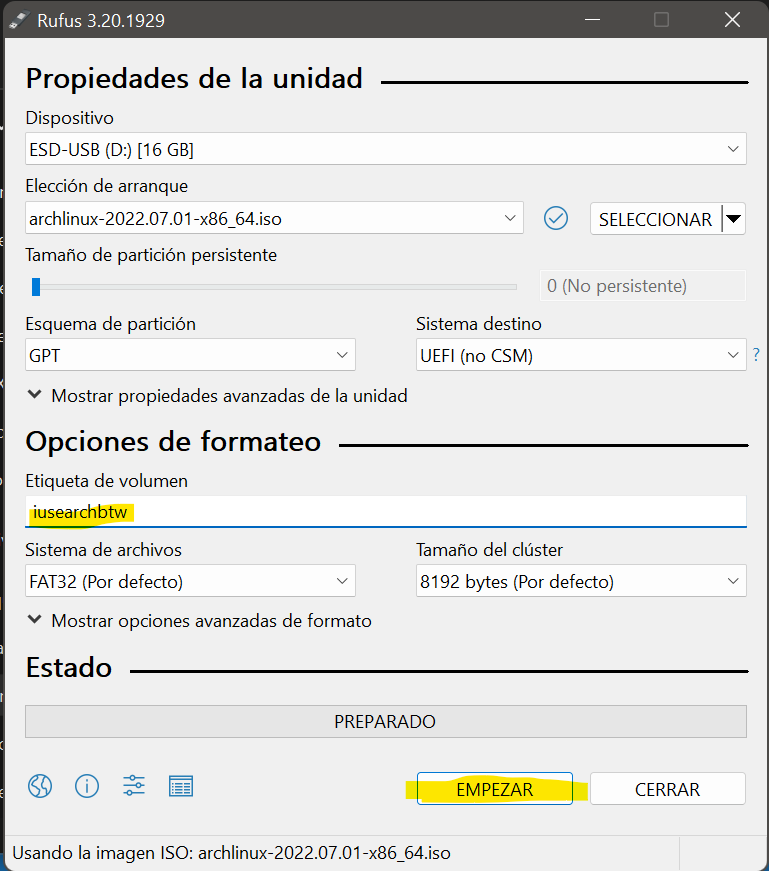 Rufus 3.20.1929
Propiedades de la unidad
Dispositivo
ESD-USB (D:) [16 GB]
Elección de arranque
archlinux-2022.07.01-x86_64.iso
SELECCIONAR
Tamaño de partición persistente
0 (No persistente)
Esquema de partición
Sistema destino
GPT
UEFI (no CSM)
?
Mostrar propiedades avanzadas de la unidad
Opciones de formateo
Etiqueta de volumen
iusearchbtw
Sistema de archivos
Tamaño del clúster
FAT32 (Por defecto)
8192 bytes (Por defecto)
Mostrar opciones avanzadas de formato
Estado
PREPARADO
EMPEZAR
CERRAR
Usando la imagen ISO: archlinux-2022.07.01-x86_64.iso